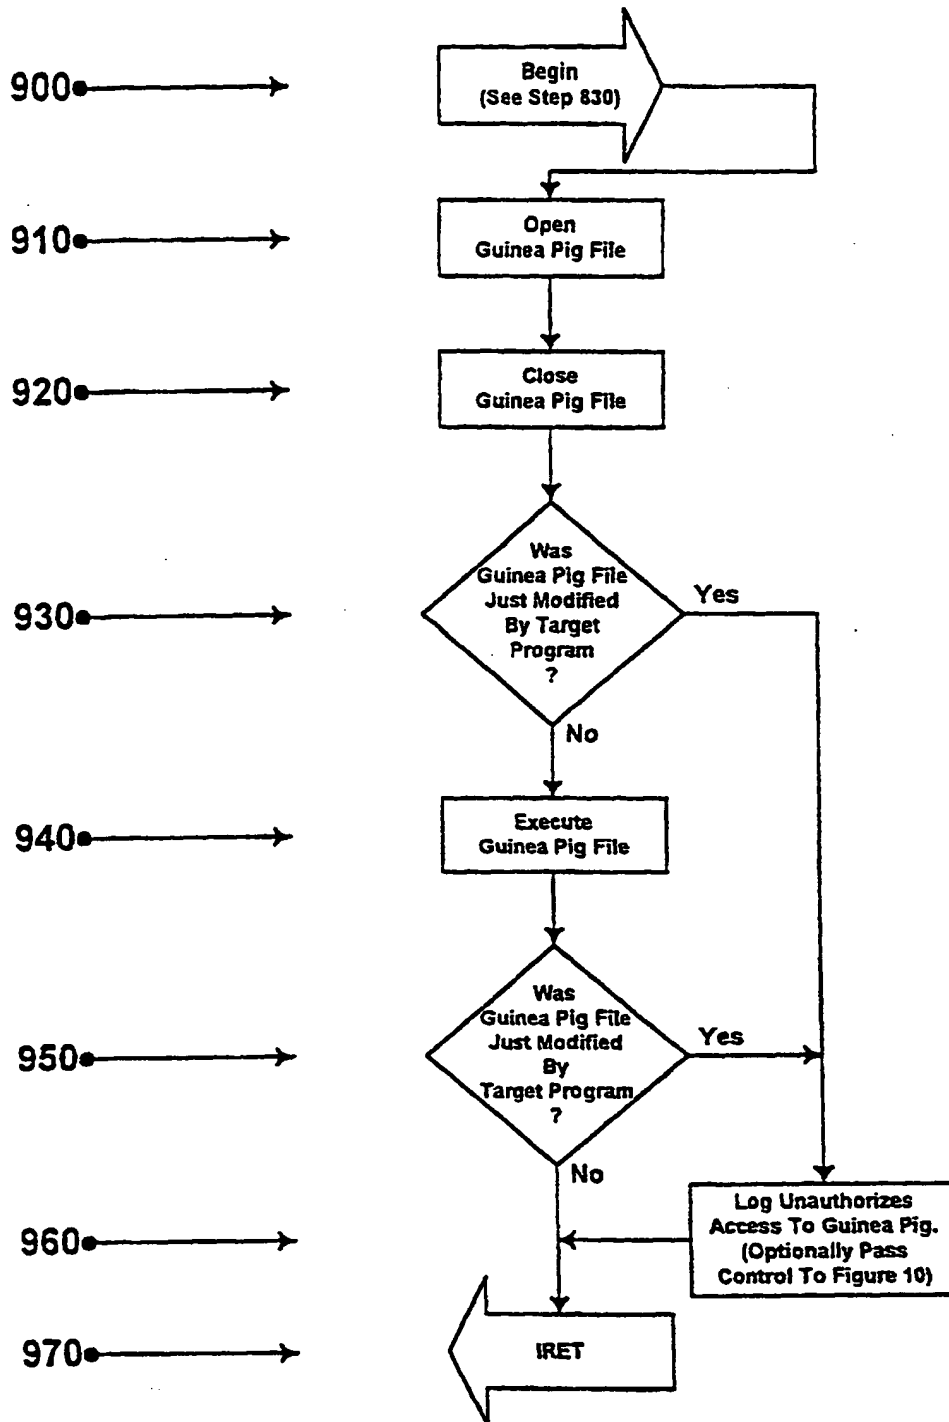 900
Begin
(See Step 830)
910
Open
Guinea Pig File
920
Close
Guinea Pig File
930
Was
Guinea Pig File
Just Modified
By Target
Program
?
Yes
No
940
Execute
Guinea Pig File
950
Was
Guinea Pig File
Just Modified
By
Target Program
?
Yes
No
960
Log Unauthorizes
Access To Guinea Pig.
(Optionally Pass
Control To Figure 10)
970
IRET